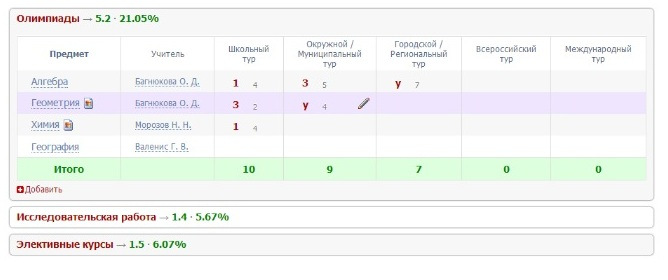 Олимпиады → 5.2 · 21.05%
Предмет Учитель Школьный тур Окружной / Муниципальный тур Городской / Региональный тур Всероссийский тур Международный тур
Алгебра Багнюкова О. Д. 1 4 3 5 у 7
Геометрия Багнюкова О. Д. 3 2 у 4
Химия Морозов Н. Н. 1 4
География Валенис Г. В.
Итого 10 9 7 0 0
Добавить
Исследовательская работа → 1.4 · 5.67%
Элективные курсы → 1.5 · 6.07%